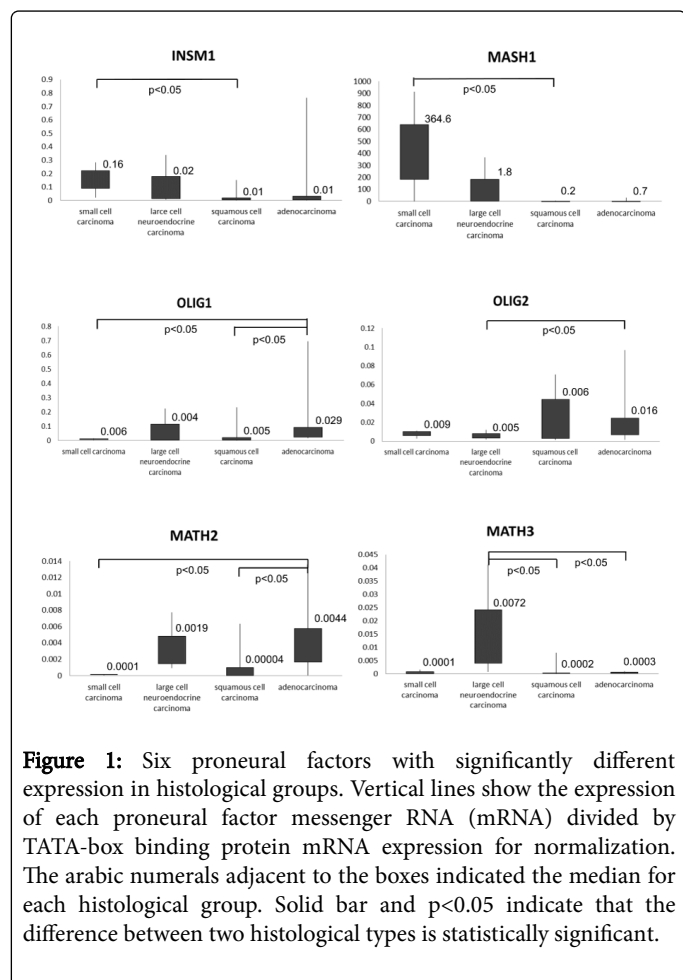 INSM1
0.9
0.8
0.7
0.6
0.5
0.4
0.3
0.2
0.1
0
p<0.05
0.16
0.02
0.01
0.01
small cell
carcinoma
larce cell
neuroendocrine
carcinoma
squamous cell
carcinoma
adenocarcinoma
MASH1
1000
900
800
700
600
500
400
300
200
100
0
p<0.05
364.6
1.8
0.2
0.7
small cell
carcinoma
large cell
neuroendocrine
carcinoma
squamous cell
carcinoma
adenocarcinoma
OLIG1
0.8
0.7
0.6
0.5
0.4
0.3
0.2
0.1
0
p<0.05
p<0.05
0.006
0.004
0.005
0.029
small cell carcinoma
large cell
neuroendocrine
carcinoma
squamous cell
carcinoma
adenocarcinoma
OLIG2
0.12
0.1
0.08
0.06
0.04
0.02
0
p<0.05
0.009
0.005
0.006
0.016
small cell carcinoma
large cell
neuroendocrine
carcinoma
squamous cell
carcinoma
adenocarcinoma
MATH2
0.014
0.012
0.01
0.008
0.006
0.004
0.002
0
p<0.05
p<0.05
0.0001
0.0019
0.00004
0.0044
small cell
carcinoma
large cell
neuroendocrine
carcinoma
squamous cell
carcinoma
adenocarcinoma
MATH3
0.045
0.04
0.035
0.03
0.025
0.02
0.015
0.01
0.005
0
p<0.05
p<0.05
0.0001
0.0072
0.0002
0.0003
small cell
carcinoma
large cell
neuroendocrine
carcinoma
squamous cell
carcinoma
adenocarcinoma
Figure 1: Six proneural factors with significantly different
expression in histological groups. Vertical lines show the expression
of each proneural factor messenger RNA (mRNA) divided by
TATA-box binding protein mRNA expression for normalization.
The arabic numerals adjacent to the boxes indicated the median for
each histological group. Solid bar and p<0.05 indicate that the
difference between two histological types is statistically significant.